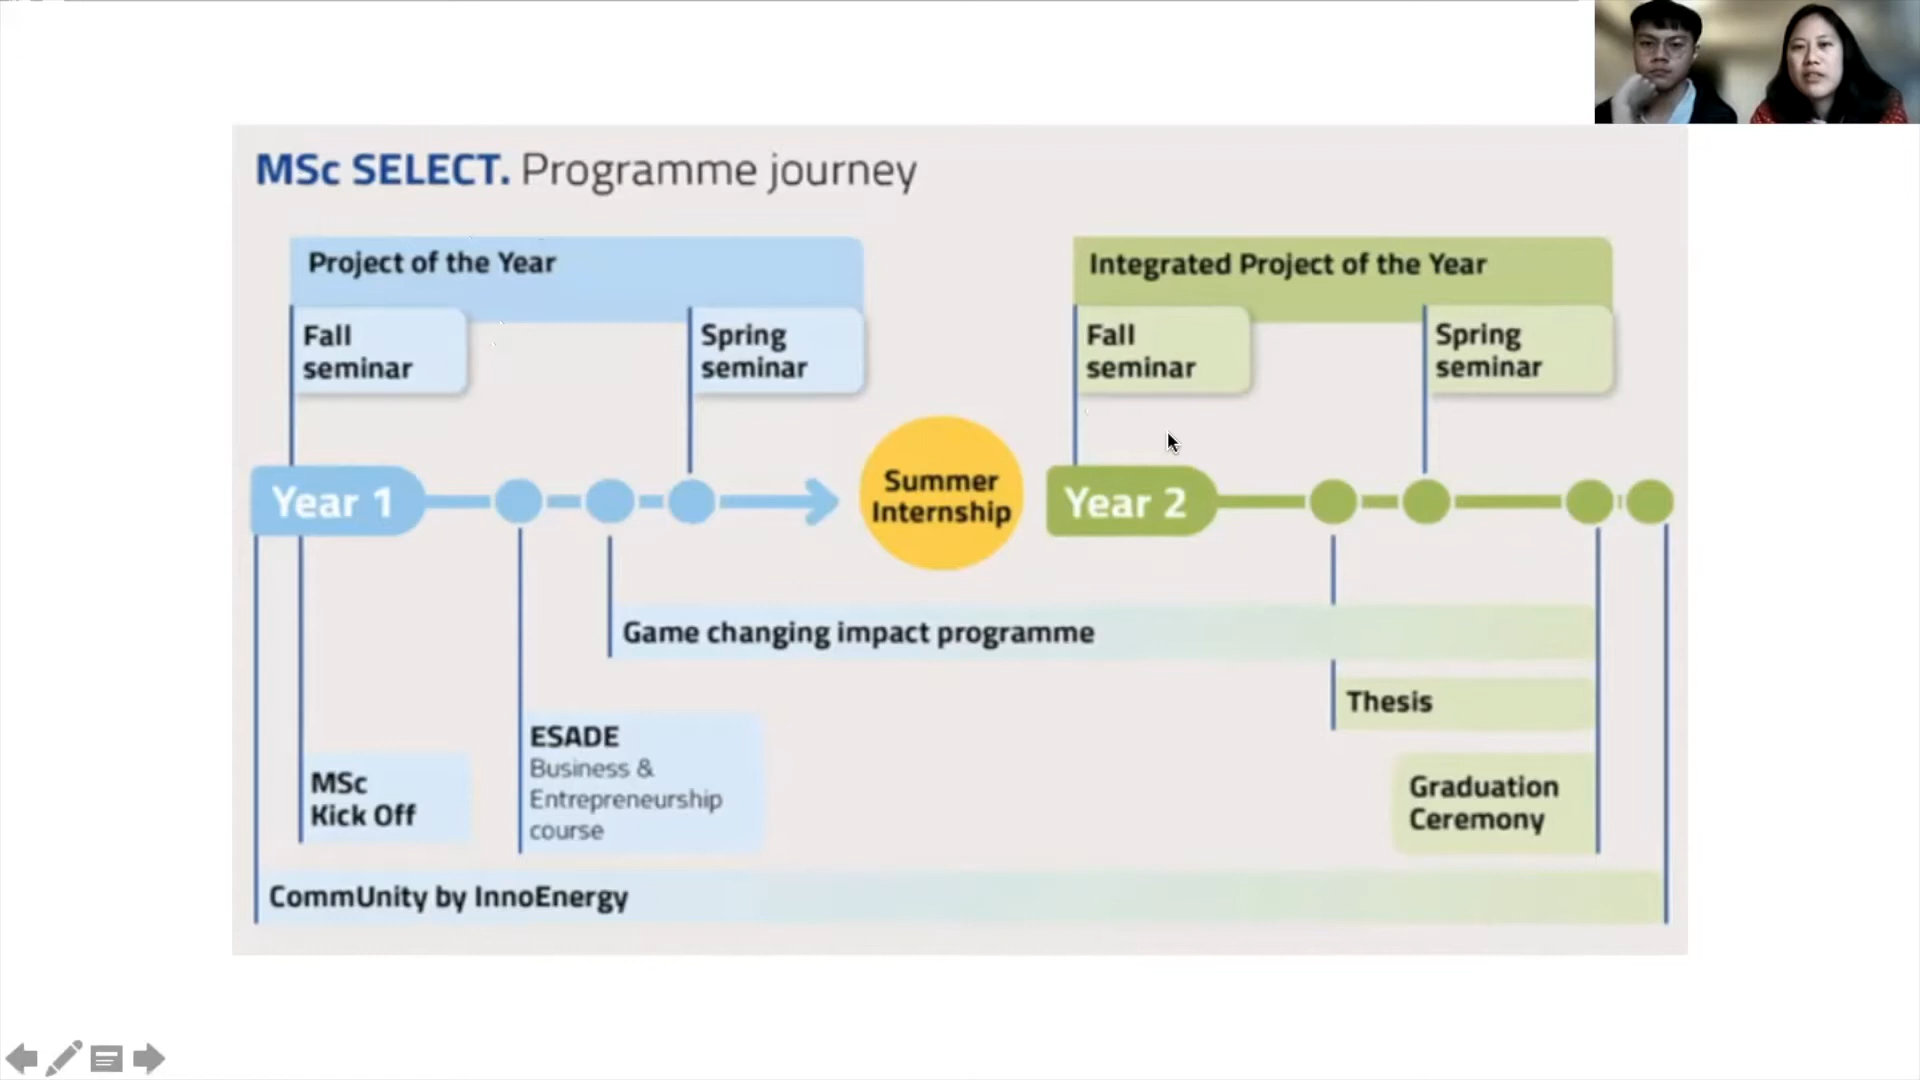 MSc SELECT. Programme journey
Project of the Year
Fall
seminar
Spring
seminar
Integrated Project of the Year
Fall
seminar
Spring
seminar
Year 1
Summer
Internship
Year 2
Game changing impact programme
Thesis
ESADE
Business &
Entrepreneurship
course
MSc
Kick Off
Graduation
Ceremony
CommUnity by InnoEnergy